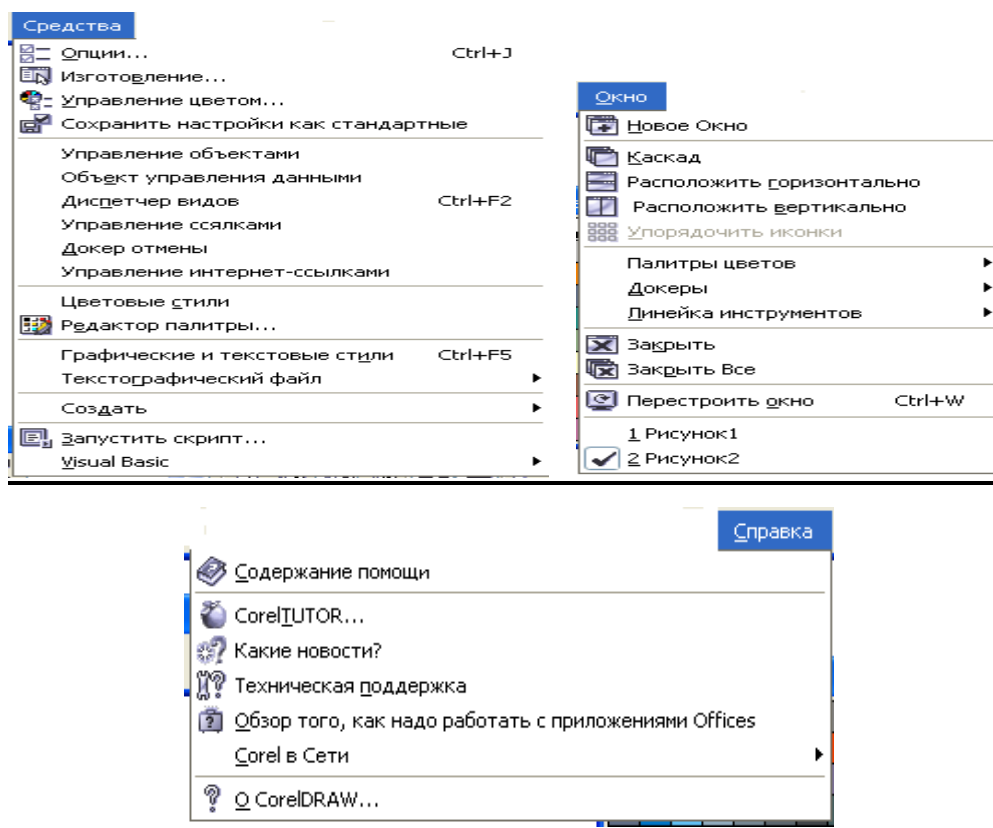 Средства
Опции... Ctrl+J
Изготовление...
Управление цветом...
Сохранить настройки как стандартные
Управление объектами
Объект управления данными
Диспетчер видов Ctrl+F2
Управление ссялками
Докер отмены
Управление интернет-ссылками
Цветовые стили
Редактор палитры...
Графические и текстовые стили Ctrl+F5
Текстографический файл
Создать
Запустить скрипт...
Visual Basic
Окно
Новое Окно
Каскад
Расположить горизонтально
Расположить вертикально
Упорядочить иконки
Палитры цветов
Докеры
Линейка инструментов
Закрыть
Закрыть Все
Перестроить окно Ctrl+W
1 Рисунок1
2 Рисунок2
Справка
Содержание помощи
CorelTUTOR...
Какие новости?
Техническая поддержка
Обзор того, как надо работать с приложениями Offices
Corel в Сети
О CorelDRAW...